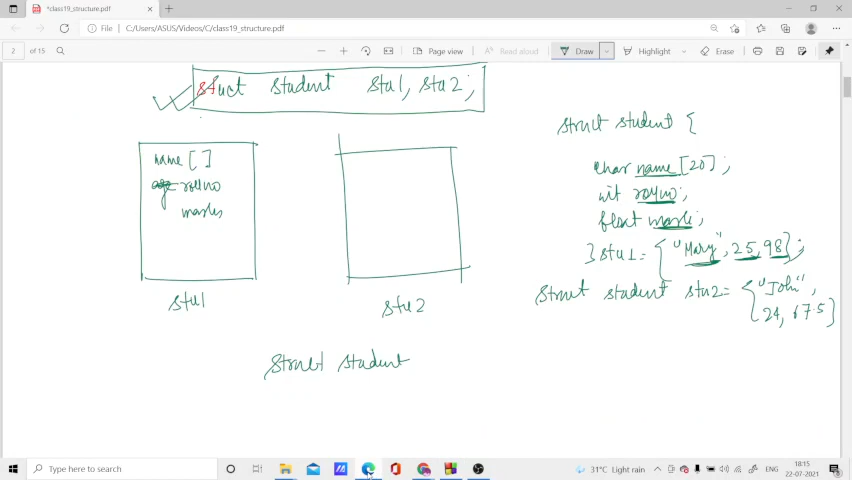 *class19_structure.pdf
File
C:/Users/ASUS/Videos/C/class19_structure.pdf
2 of 15
Page view
Read aloud
Draw
Highlight
Erase
struct student stu1, stu2;
name [ ]
age rollno
marks
stu1
stu2
struct student {
char name [20];
int rollno;
float marks;
} stu1 = { "Mary", 25, 98};
struct student stu2 = { "John",
24, 67.5}
struct student
Type here to search
31°C Light rain
ENG
18:15
22-07-2021